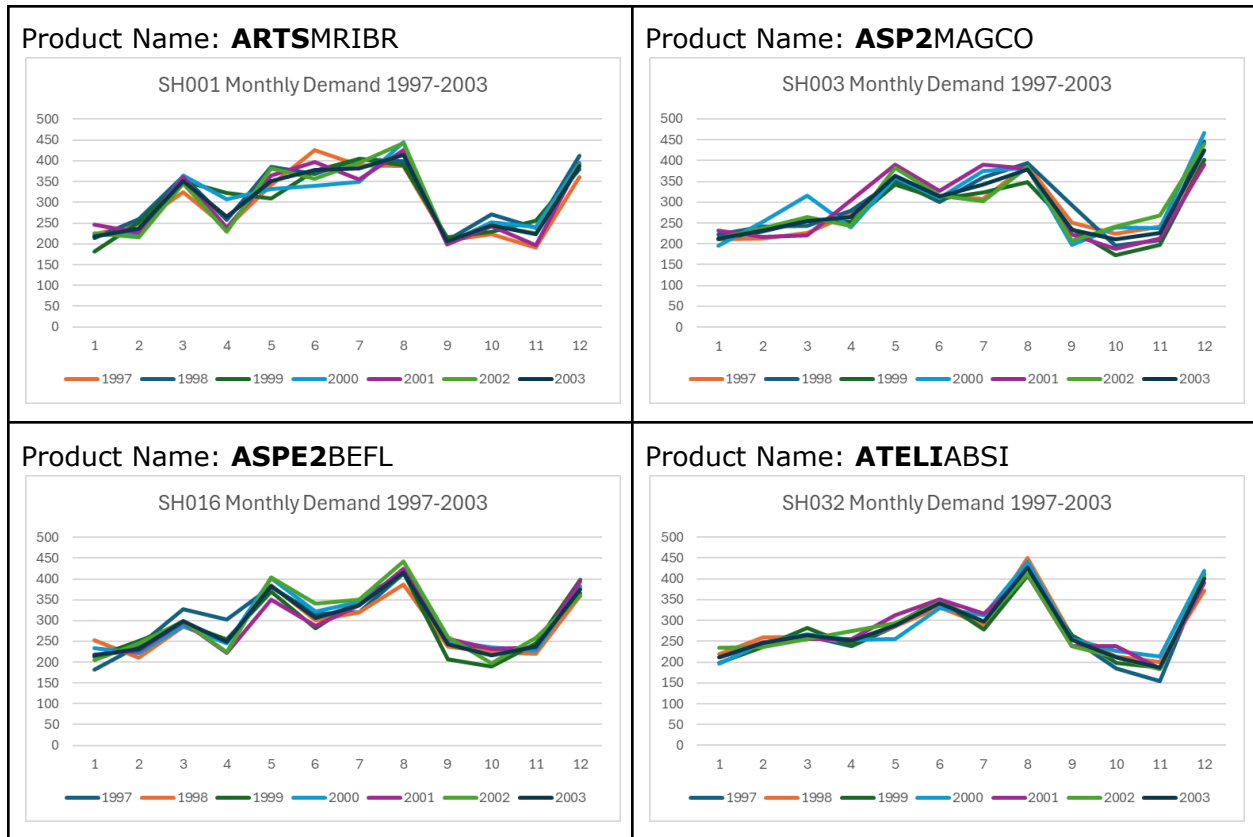 Product Name: ARTSMRIBR
SH001 Monthly Demand 1997-2003
500
450
400
350
300
250
200
150
100
50
0
1 2 3 4 5 6 7 8 9 10 11 12
1997 1998 1999 2000 2001 2002 2003
Product Name: ASP2MAGCO
SH003 Monthly Demand 1997-2003
500
450
400
350
300
250
200
150
100
50
0
1 2 3 4 5 6 7 8 9 10 11 12
1997 1998 1999 2000 2001 2002 2003
Product Name: ASPE2BEFL
SH016 Monthly Demand 1997-2003
500
450
400
350
300
250
200
150
100
50
0
1 2 3 4 5 6 7 8 9 10 11 12
1997 1998 1999 2000 2001 2002 2003
Product Name: ATELIABSI
SH032 Monthly Demand 1997-2003
500
450
400
350
300
250
200
150
100
50
0
1 2 3 4 5 6 7 8 9 10 11 12
1997 1998 1999 2000 2001 2002 2003